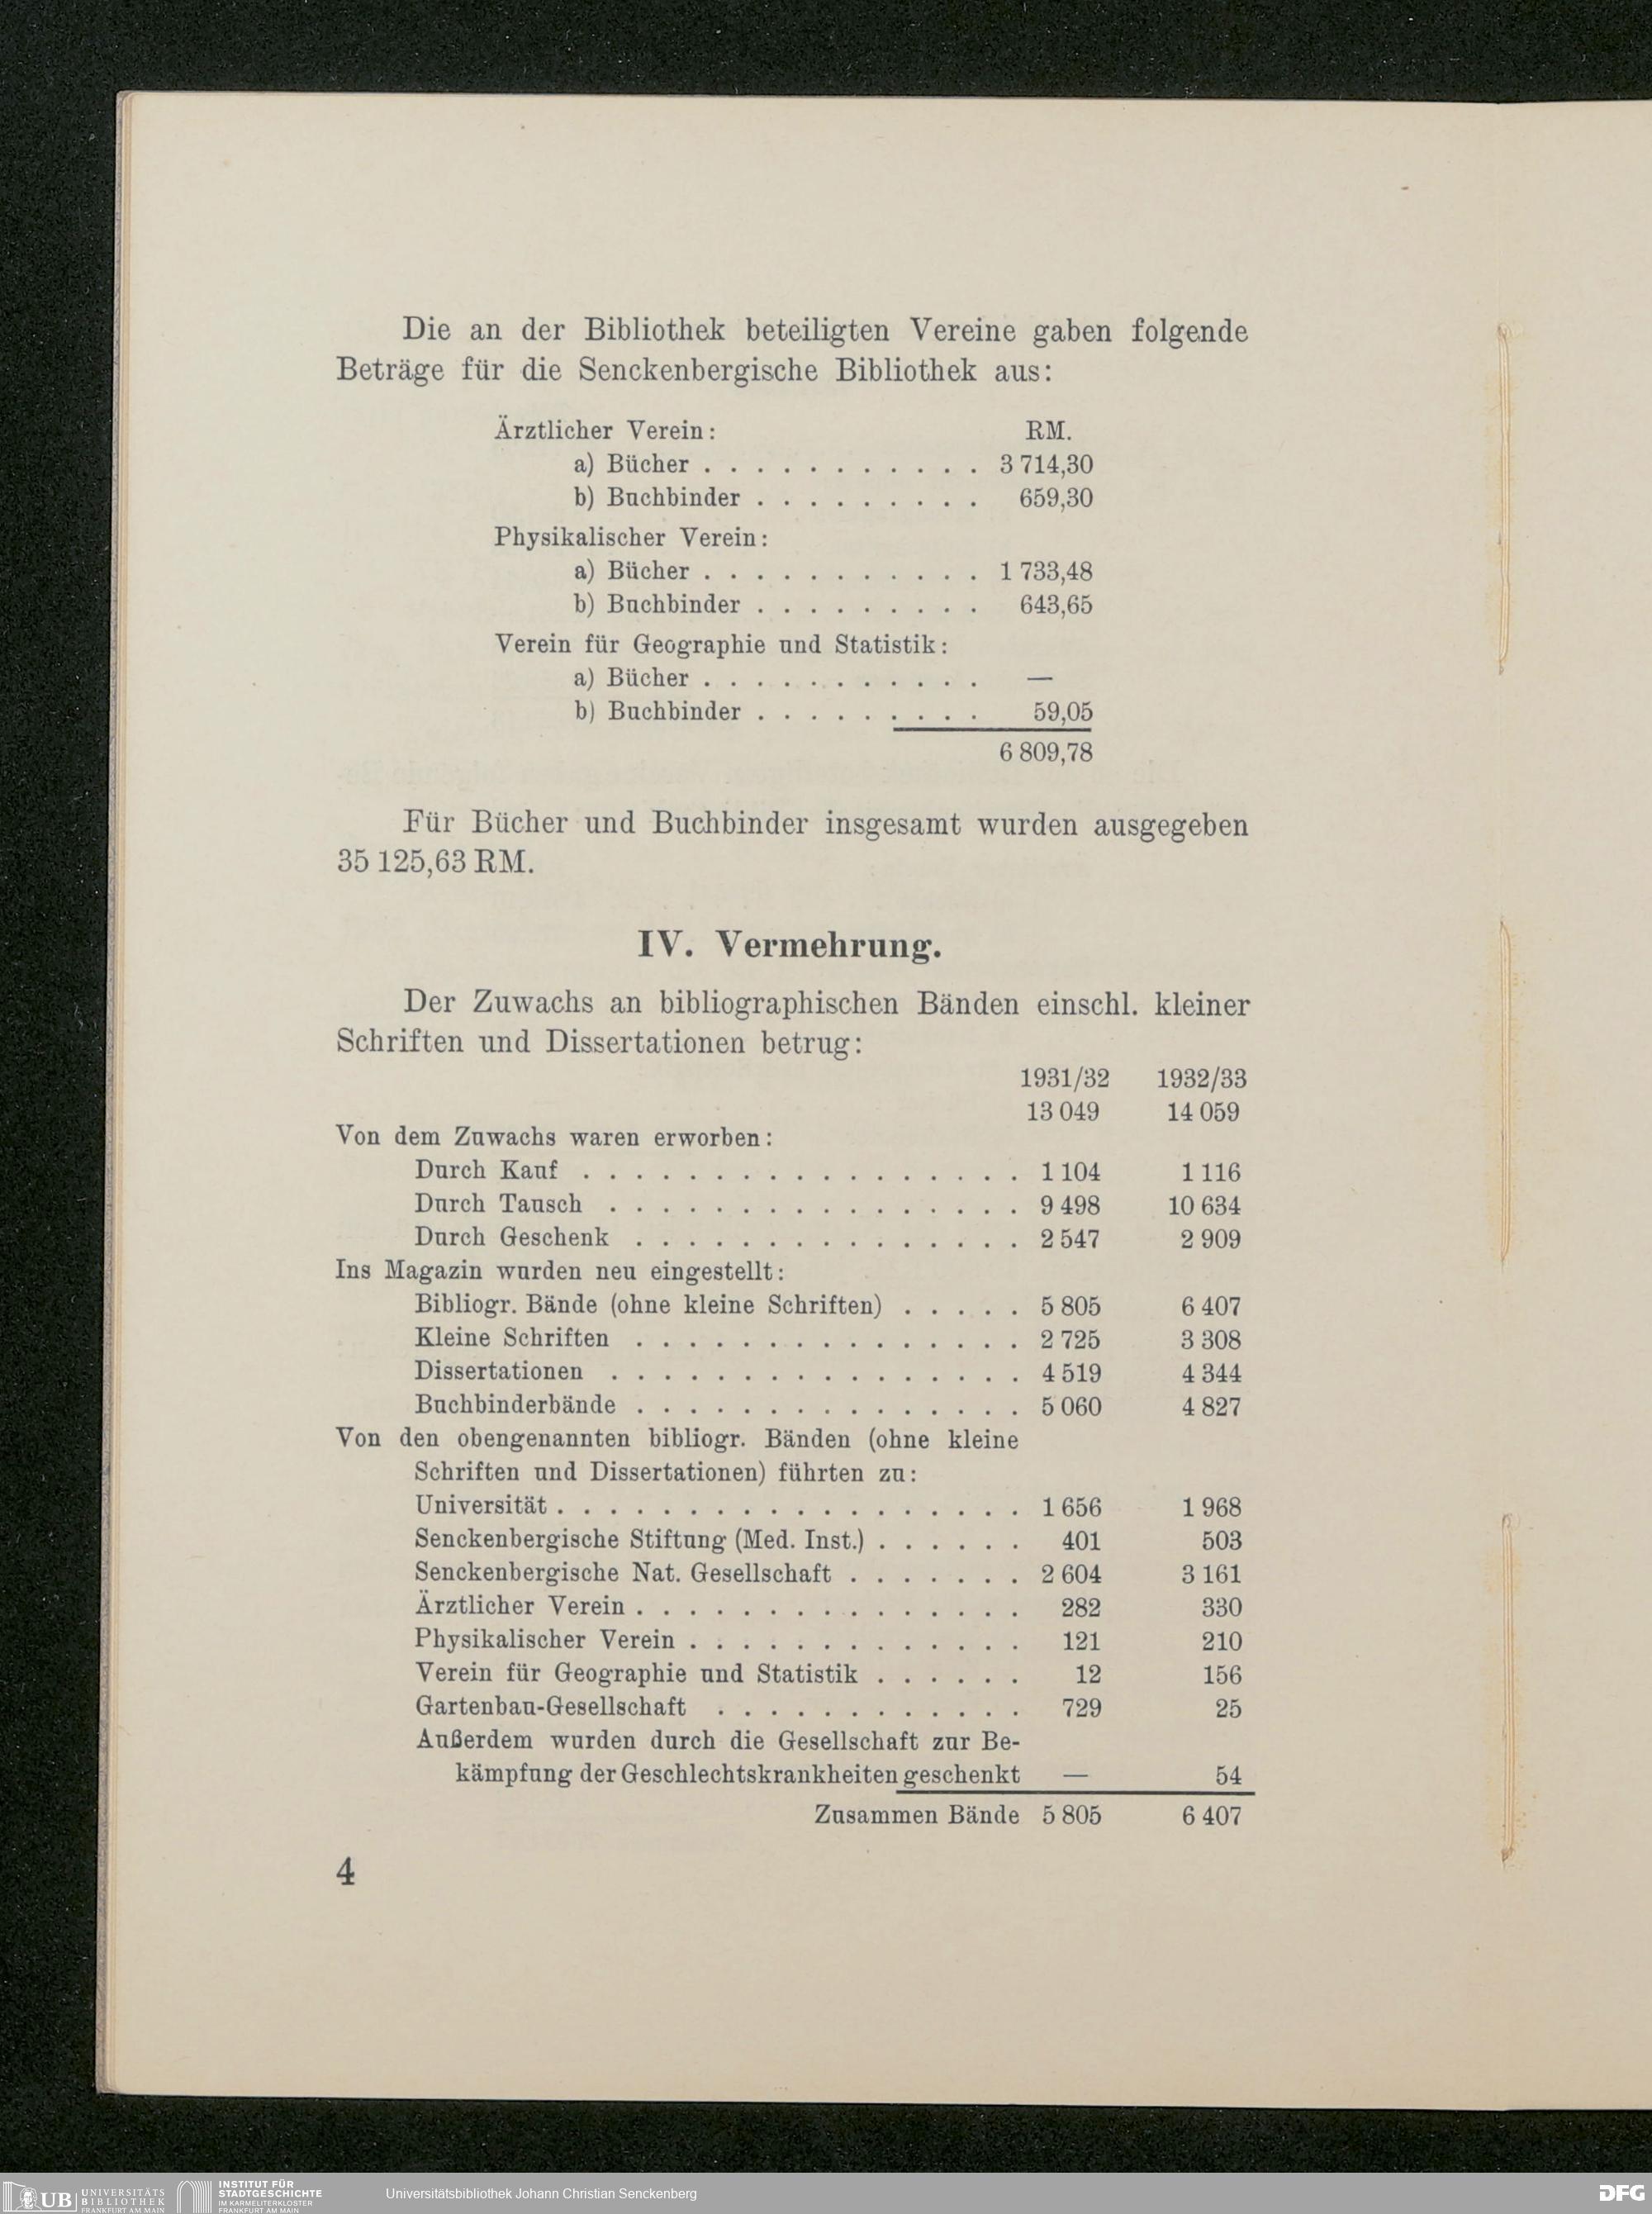 Die an der Bibliothek beteiligten Vereine gaben folgende
Beträge für die Senckenbergische Bibliothek aus:
Ärztlicher Verein: RM.
a) Bücher . . . . . . . . . . . 3 714,30
b) Buchbinder . . . . . . . . . 659,30
Physikalischer Verein:
a) Bücher . . . . . . . . . . . 1 733,48
b) Buchbinder . . . . . . . . . 643,65
Verein für Geographie und Statistik:
a) Bücher . . . . . . . . . . . —
b) Buchbinder . . . . . . . . . 59,05
6 809,78
Für Bücher und Buchbinder insgesamt wurden ausgegeben
35 125,63 RM.
IV. Vermehrung.
Der Zuwachs an bibliographischen Bänden einschl. kleiner
Schriften und Dissertationen betrug:
1931/32 1932/33
13 049 14 059
Von dem Zuwachs waren erworben:
Durch Kauf . . . . . . . . . . . . . . . . . 1 104 1 116
Durch Tausch . . . . . . . . . . . . . . . . 9 498 10 634
Durch Geschenk . . . . . . . . . . . . . . . 2 547 2 909
Ins Magazin wurden neu eingestellt:
Bibliogr. Bände (ohne kleine Schriften) . . . . . 5 805 6 407
Kleine Schriften . . . . . . . . . . . . . . . 2 725 3 308
Dissertationen . . . . . . . . . . . . . . . . 4 519 4 344
Buchbinderbände . . . . . . . . . . . . . . . 5 060 4 827
Von den obengenannten bibliogr. Bänden (ohne kleine
Schriften und Dissertationen) führten zu:
Universität . . . . . . . . . . . . . . . . . . 1 656 1 968
Senckenbergische Stiftung (Med. Inst.) . . . . . . 401 503
Senckenbergische Nat. Gesellschaft . . . . . . . 2 604 3 161
Ärztlicher Verein . . . . . . . . . . . . . . . 282 330
Physikalischer Verein . . . . . . . . . . . . . 121 210
Verein für Geographie und Statistik . . . . . . 12 156
Gartenbau-Gesellschaft . . . . . . . . . . . . 729 25
Außerdem wurden durch die Gesellschaft zur Be-
kämpfung der Geschlechtskrankheiten geschenkt — 54
Zusammen Bände 5 805 6 407
4
UB UNIVERSITÄTS
BIBLIOTHEK
FRANKFURT AM MAIN
INSTITUT FÜR
STADTGESCHICHTE
IM KARMELITERKLOSTER
FRANKFURT AM MAIN
Universitätsbibliothek Johann Christian Senckenberg
DFG